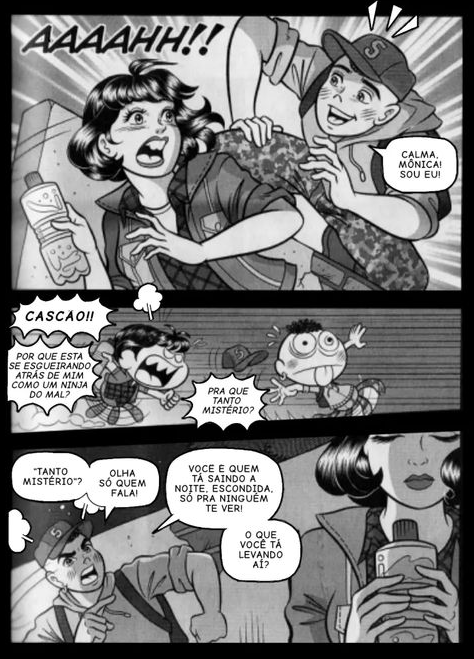 AAAAHH!!
S
CALMA,
MÔNICA!
SOU EU!
CASCÃO!!
POR QUE ESTA
SE ESGUEIRANDO
ATRÁS DE MIM
COMO UM NINJA
DO MAL?
S
PRA QUE
TANTO
MISTÉRIO?
"TANTO
MISTÉRIO"?
OLHA
SÓ QUEM
FALA!
VOCÊ É QUEM
TÁ SAINDO A
NOITE, ESCONDIDA,
SÓ PRA NINGUÉM
TE VER!
O QUE
VOCÊ TÁ
LEVANDO
AÍ?
S